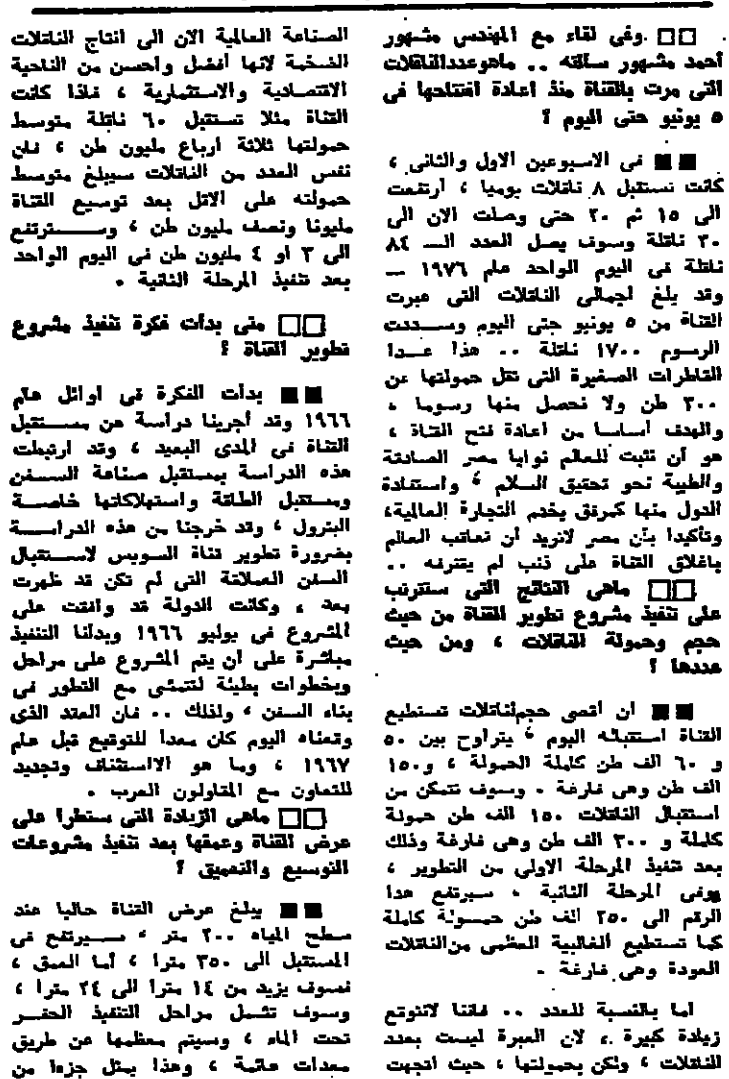 □□ وفى لقاء مع المهندس مشهور
أحمد مشهور سألته .. ماهوعددالناقلات
التى مرت بالقناة منذ اعادة افتتاحها فى
٥ يونيو حتى اليوم ؟
■■ فى الاسبوعين الاول والثانى ،
كانت تستقبل ٨ ناقلات يوميا ، أرتفعت
الى ١٥ ثم ٢٠ حتى وصلت الان الى
٣٠ ناقلة وسوف يصل العدد الــ ٨٤
ناقلة فى اليوم الواحد عام ١٩٧٦ ــ
وقد بلغ اجمالى الناقلات التى عبرت
القناة من ٥ يونيو حتى اليوم وســددت
الرسوم ١٧٠٠ ناقلة .. هذا عــدا
القاطرات الصغيرة التى تقل حمولتها عن
٣٠٠ طن ولا نحصل منها رسوما ،
والهدف أساسا من اعادة فتح القناة ،
هو أن نثبت للعالم نوايا مصر الصادقة
والطيبة نحو تحقيق السلام ، واستفادة
الدول منها كمرفق يخدم التجارة العالمية،
وتأكيدا بأن مصر لاتريد أن تعاقب العالم
باغلاق القناة على ذنب لم يقترفه ..
□□ ماهى النتائج التى ستترتب
على تنفيذ مشروع تطوير القناة من حيث
حجم وحمولة الناقلات ، ومن حيث
عددها ؟
■■ ان اقصى حجم لناقلات تستطيع
القناة استقباله اليوم ، يتراوح بين ٥٠
و ٦٠ الف طن كاملة الحمولة ، و١٥٠
الف طن وهى فارغة . وسوف نتمكن من
استقبال الناقلات ١٥٠ الف طن حمولة
كاملة و ٣٠٠ الف طن وهى فارغة وذلك
بعد تنفيذ المرحلة الاولى من التطوير ،
وفى المرحلة الثانية ، سيرتفع هذا
الرقم الى ٢٥٠ الف طن حمــولة كاملة
كما تستطيع الغالبية العظمى من الناقلات
العودة وهى فارغة .
اما بالنسبة للعدد .. فاننا لانتوقع
زيادة كبيرة ، لان العبرة ليست بعدد
الناقلات ، ولكن بحمولتها ، حيث اتجهت
الصناعة العالمية الان الى انتاج الناقلات
الضخمة لانها أفضل وأحسن من الناحية
الاقتصادية والاستثمارية ، فاذا كانت
القناة مثلا تستقبل ٦٠ ناقلة متوسط
حمولتها ثلاثة ارباع مليون طن ، فان
نفس العدد من الناقلات سيبلغ متوسط
حمولته على الاقل بعد توسيع القناة
مليونا ونصف مليون طن ، وســـترتفع
الى ٣ او ٤ مليون طن فى اليوم الواحد
بعد تنفيذ المرحلة الثانية .
□□ متى بدأت فكرة تنفيذ مشروع
تطوير القناة ؟
■■ بدأت الفكرة فى اوائل عام
١٩٦٦ وقد أجرينا دراسة عن مســتقبل
القناة فى المدى البعيد ، وقد ارتبطت
هذه الدراسة بمستقبل صناعة الســفن
ومستقبل الطاقة واستهلاكاتها خاصــة
البترول ، وقد خرجنا من هذه الدراســة
بضرورة تطوير قناة السويس لاســتقبال
السفن العملاقة التى لم تكن قد ظهرت
بعد ، وكانت الدولة قد وافقت على
المشروع فى يوليو ١٩٦٦ وبدأنا التنفيذ
مباشرة على أن يتم المشروع على مراحل
وبخطوات بطيئة لتتمشى مع التطور فى
بناء السفن ، ولذلك .. فان العقد الذى
وقعناه اليوم كان معدا للتوقيع قبل عام
١٩٦٧ ، وما هو الااستئناف وتجديد
للتعاون مع المقاولون العرب .
□□ ماهى الزيادة التى ستطرا على
عرض القناة وعمقها بعد تنفيذ مشروعات
التوسيع والتعميق ؟
■■ يبلغ عرض القناة حاليا عند
سطح المياه ٢٠٠ متر ، ســيرتفع فى
المستقبل الى ٣٥٠ مترا ، أما العمق ،
فسوف يزيد من ١٤ مترا الى ٢٤ مترا ،
وسوف تشمل مراحل التنفيذ الحفــر
تحت الماء ، وسيتم معظمها عن طريق
معدات عائمة ، وهذا يمثل جزءا من